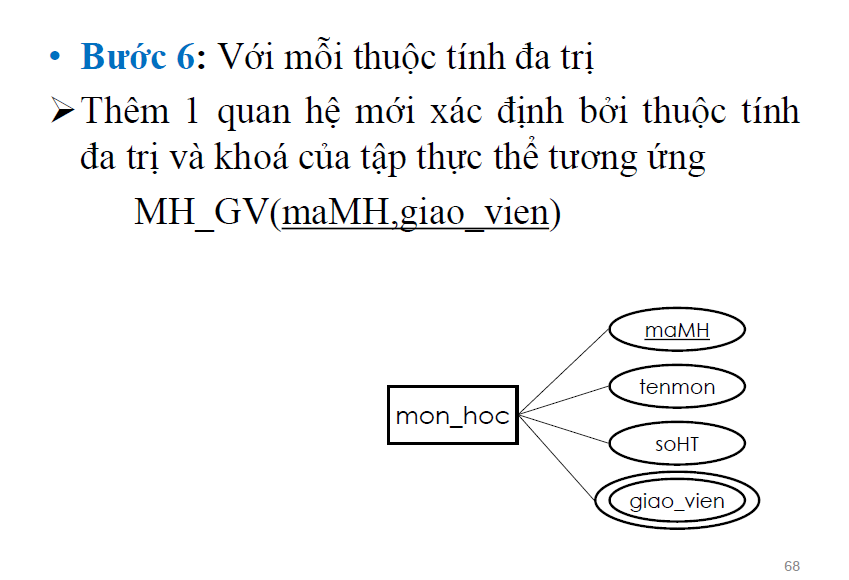 • Bước 6: Với mỗi thuộc tính đa trị
➢Thêm 1 quan hệ mới xác định bởi thuộc tính
đa trị và khoá của tập thực thể tương ứng
MH_GV(maMH,giao_vien)
maMH
tenmon
mon_hoc
soHT
giao_vien
68